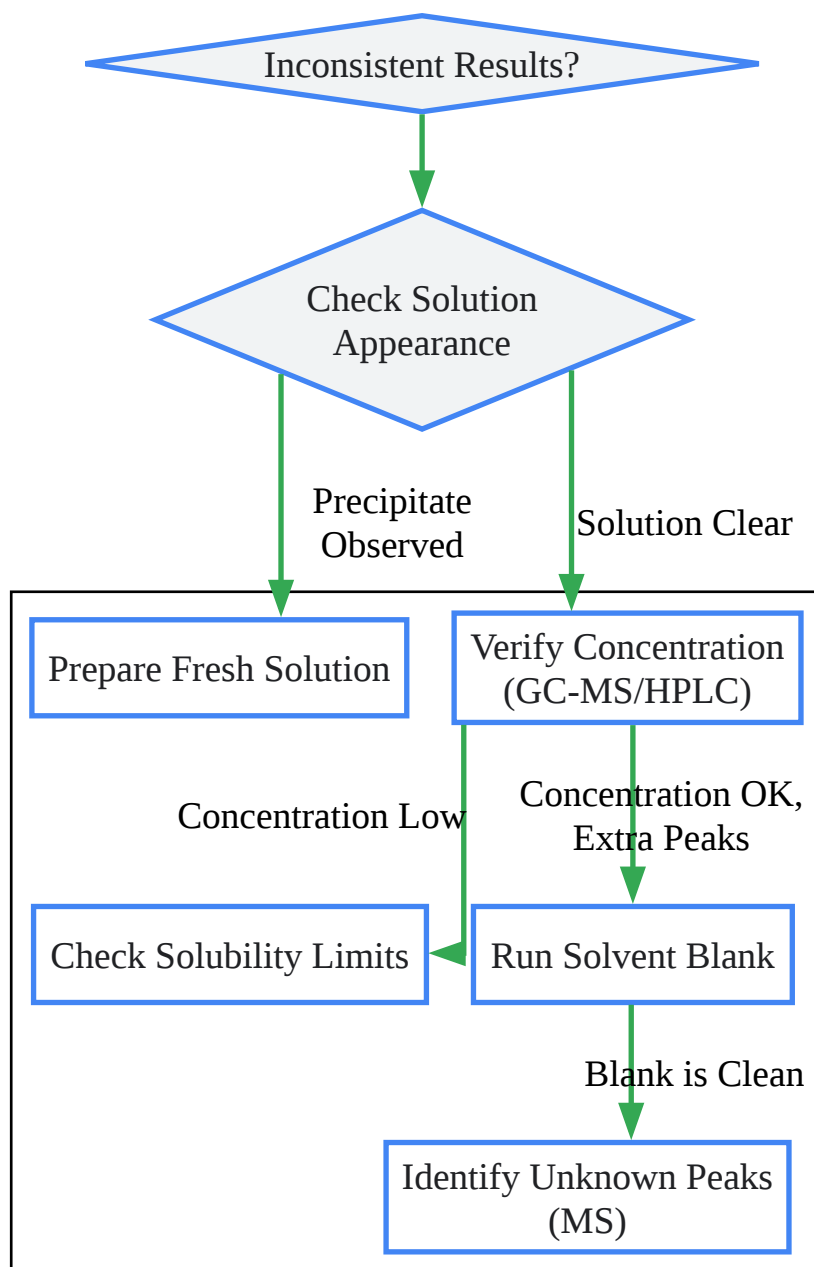 Inconsistent Results?
Check Solution
Appearance
Precipitate
Observed
Solution Clear
Prepare Fresh Solution
Verify Concentration
(GC-MS/HPLC)
Concentration Low
Concentration OK,
Extra Peaks
Check Solubility Limits
Run Solvent Blank
Blank is Clean
Identify Unknown Peaks
(MS)